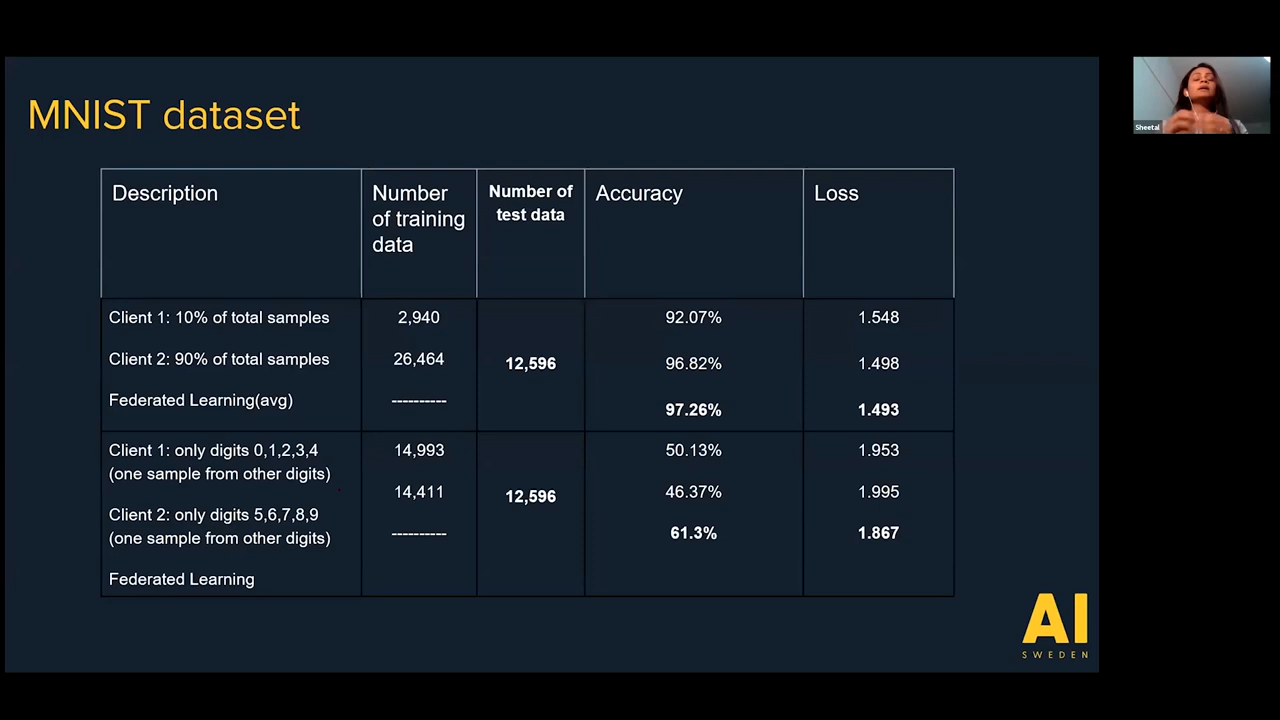 MNIST dataset
Description
Number
of training
data
Number of
test data
Accuracy
Loss
Client 1: 10% of total samples
Client 2: 90% of total samples
Federated Learning(avg)
2,940
26,464
----------
12,596
92.07%
96.82%
97.26%
1.548
1.498
1.493
Client 1: only digits 0,1,2,3,4
(one sample from other digits)
Client 2: only digits 5,6,7,8,9
(one sample from other digits)
Federated Learning
14,993
14,411
----------
12,596
50.13%
46.37%
61.3%
1.953
1.995
1.867
AI
SWEDEN
Sheetal